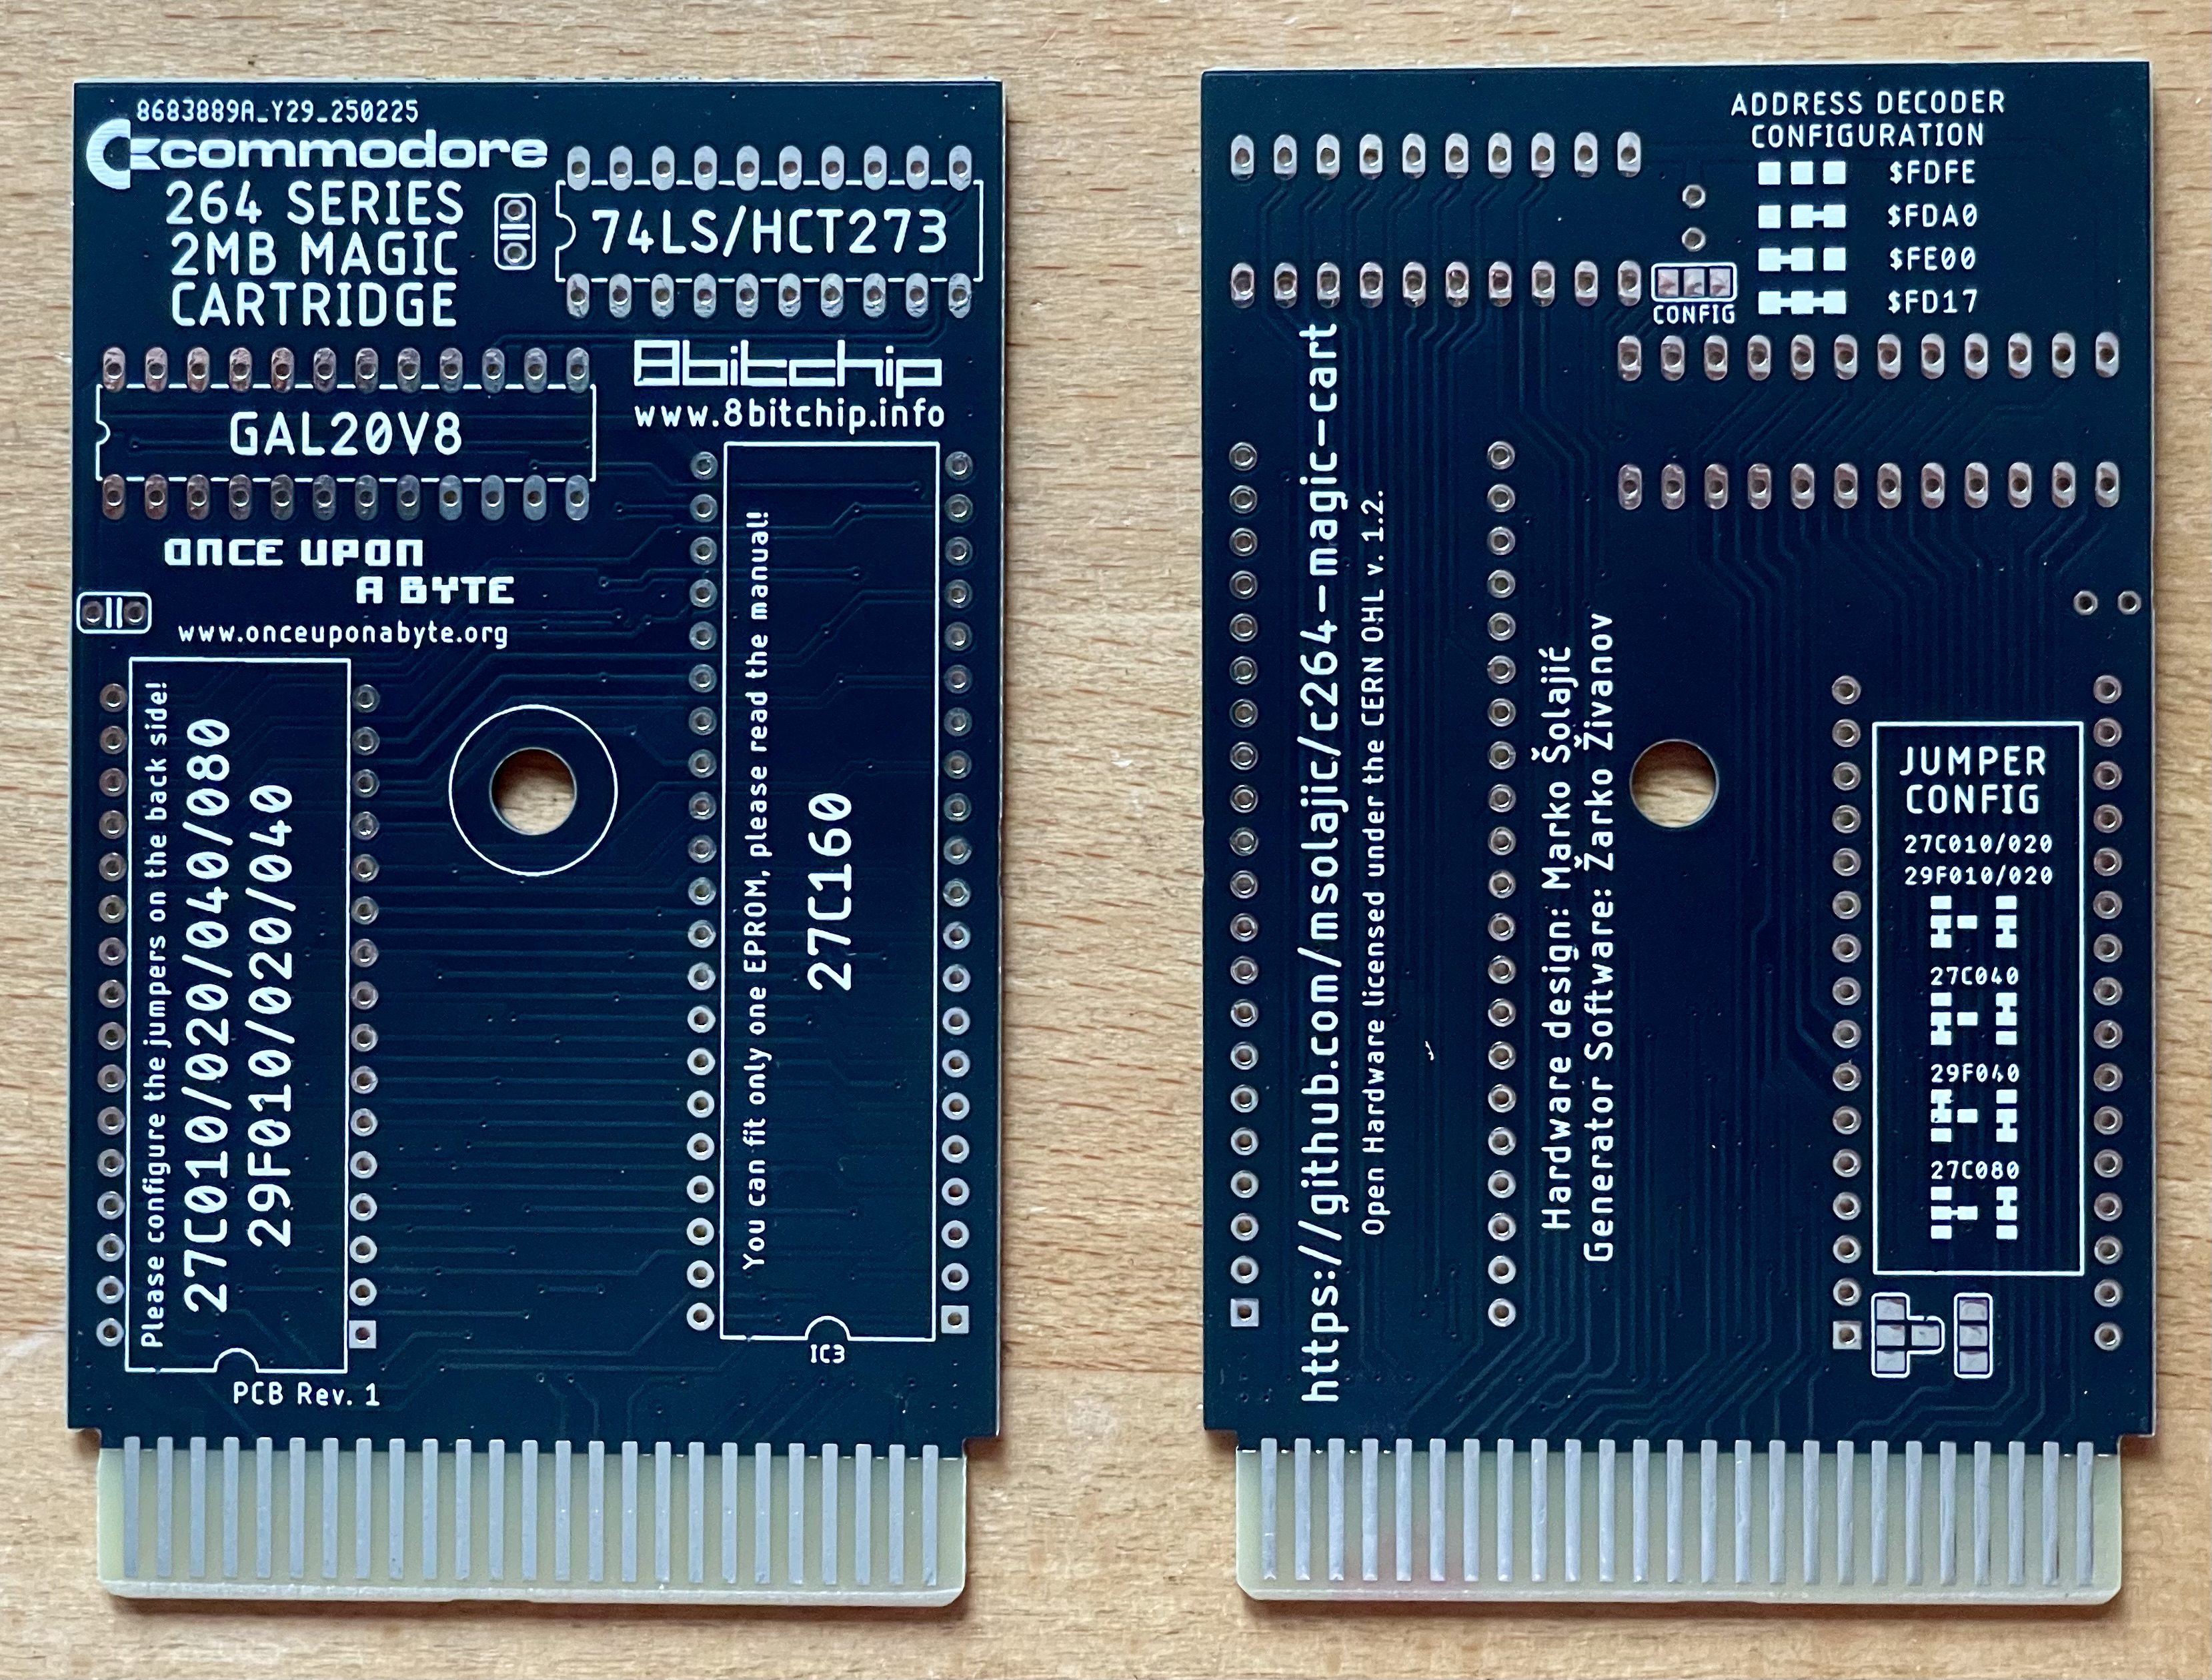 8683889A_Y29_250225
commodore
264 SERIES
2MB MAGIC
CARTRIDGE
74LS/HCT273
GAL20V8
8bitchip
www.8bitchip.info
ONCE UPON
A BYTE
www.onceuponabyte.org
Please configure the jumpers on the back side!
27C010/020/040/080
29F010/020/040
You can fit only one EPROM, please read the manual!
27C160
IC3
PCB Rev. 1
ADDRESS DECODER
CONFIGURATION
$FDFE
$FDA0
$FE00
$FD17
CONFIG
https://github.com/msolajic/c264-magic-cart
Open Hardware licensed under the CERN OHL v. 1.2.
Hardware design: Marko Šolajić
Generator Software: Žarko Živanov
JUMPER
CONFIG
27C010/020
29F010/020
27C040
29F040
27C080